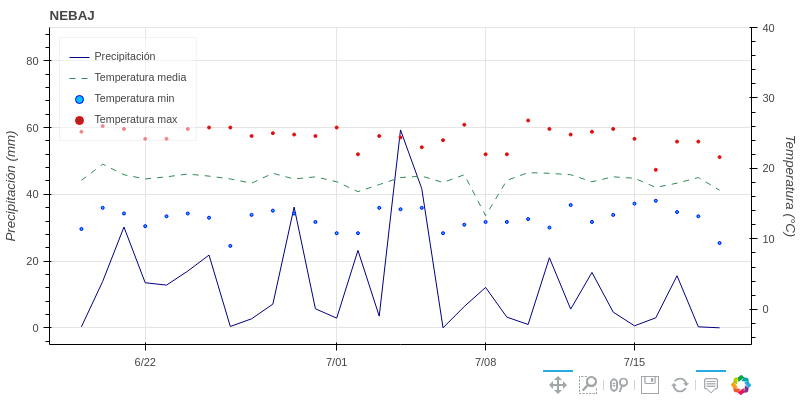 NEBAJ
Precipitación
Temperatura media
Temperatura min
Temperatura max
Precipitación (mm)
80
60
40
20
0
40
30
20
10
0
Temperatura (°C)
6/22
7/01
7/08
7/15